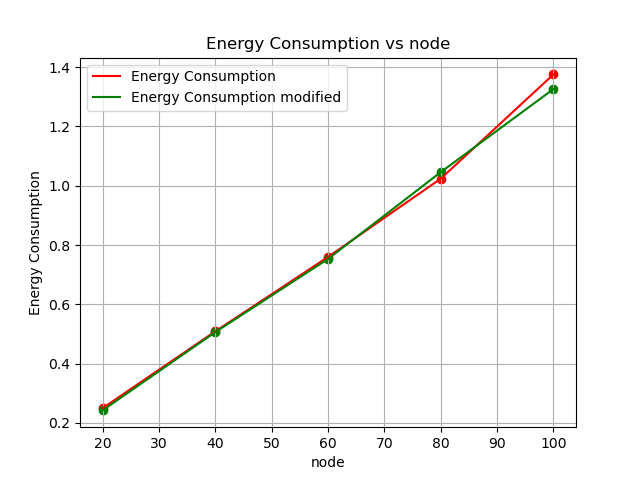 Energy Consumption vs node
Energy Consumption
Energy Consumption modified
1.4
1.2
1.0
0.8
0.6
0.4
0.2
Energy Consumption
20 30 40 50 60 70 80 90 100
node